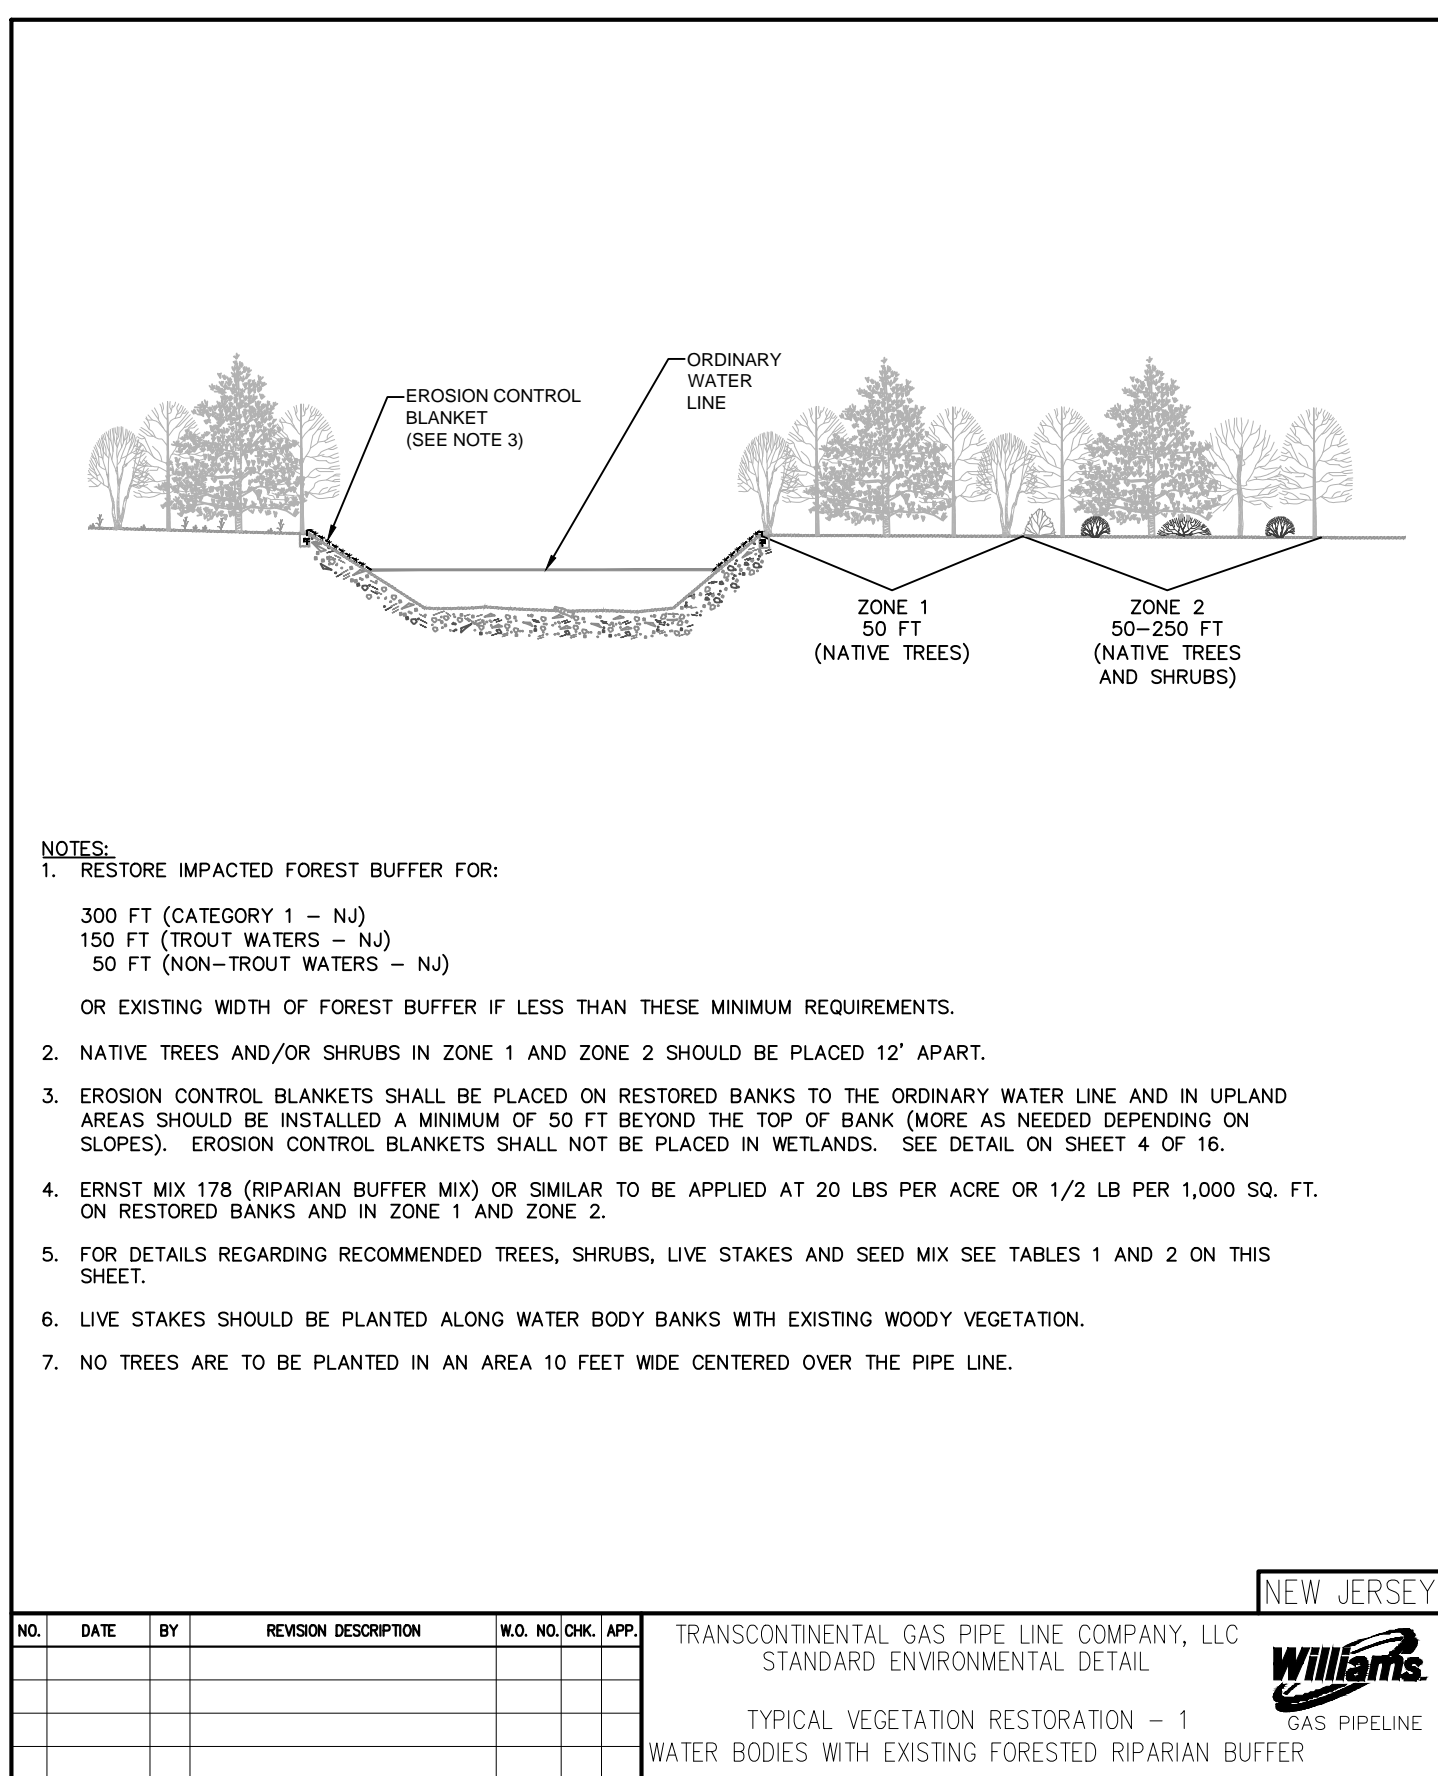 ORDINARY
WATER
LINE
EROSION CONTROL
BLANKET
(SEE NOTE 3)
ZONE 1
50 FT
(NATIVE TREES)
ZONE 2
50–250 FT
(NATIVE TREES
AND SHRUBS)
NOTES:
1. RESTORE IMPACTED FOREST BUFFER FOR:
300 FT (CATEGORY 1 – NJ)
150 FT (TROUT WATERS – NJ)
50 FT (NON–TROUT WATERS – NJ)
OR EXISTING WIDTH OF FOREST BUFFER IF LESS THAN THESE MINIMUM REQUIREMENTS.
2. NATIVE TREES AND/OR SHRUBS IN ZONE 1 AND ZONE 2 SHOULD BE PLACED 12' APART.
3. EROSION CONTROL BLANKETS SHALL BE PLACED ON RESTORED BANKS TO THE ORDINARY WATER LINE AND IN UPLAND
AREAS SHOULD BE INSTALLED A MINIMUM OF 50 FT BEYOND THE TOP OF BANK (MORE AS NEEDED DEPENDING ON
SLOPES). EROSION CONTROL BLANKETS SHALL NOT BE PLACED IN WETLANDS. SEE DETAIL ON SHEET 4 OF 16.
4. ERNST MIX 178 (RIPARIAN BUFFER MIX) OR SIMILAR TO BE APPLIED AT 20 LBS PER ACRE OR 1/2 LB PER 1,000 SQ. FT.
ON RESTORED BANKS AND IN ZONE 1 AND ZONE 2.
5. FOR DETAILS REGARDING RECOMMENDED TREES, SHRUBS, LIVE STAKES AND SEED MIX SEE TABLES 1 AND 2 ON THIS
SHEET.
6. LIVE STAKES SHOULD BE PLANTED ALONG WATER BODY BANKS WITH EXISTING WOODY VEGETATION.
7. NO TREES ARE TO BE PLANTED IN AN AREA 10 FEET WIDE CENTERED OVER THE PIPE LINE.
NEW JERSEY
NO. DATE BY REVISION DESCRIPTION W.O. NO. CHK. APP.
TRANSCONTINENTAL GAS PIPE LINE COMPANY, LLC
STANDARD ENVIRONMENTAL DETAIL
TYPICAL VEGETATION RESTORATION – 1
WATER BODIES WITH EXISTING FORESTED RIPARIAN BUFFER
Williams
GAS PIPELINE